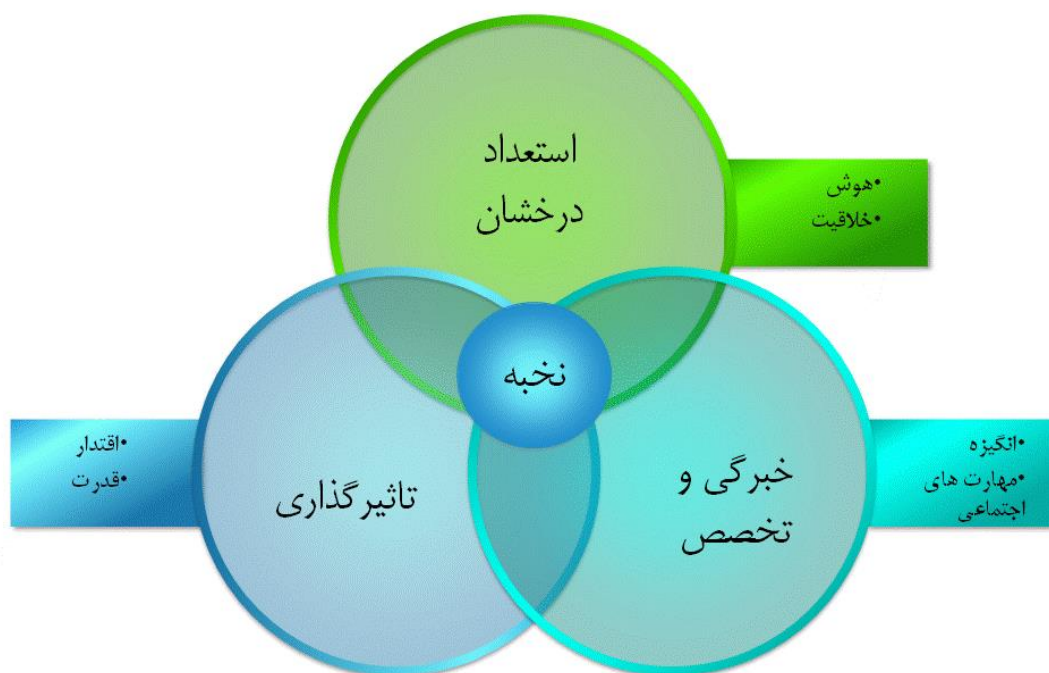 استعداد
درخشان
•هوش
•خلاقیت
نخبه
خبرگی و
تخصص
•انگیزه
•مهارت های
اجتماعی
تاثیرگذاری
•اقتدار
•قدرت